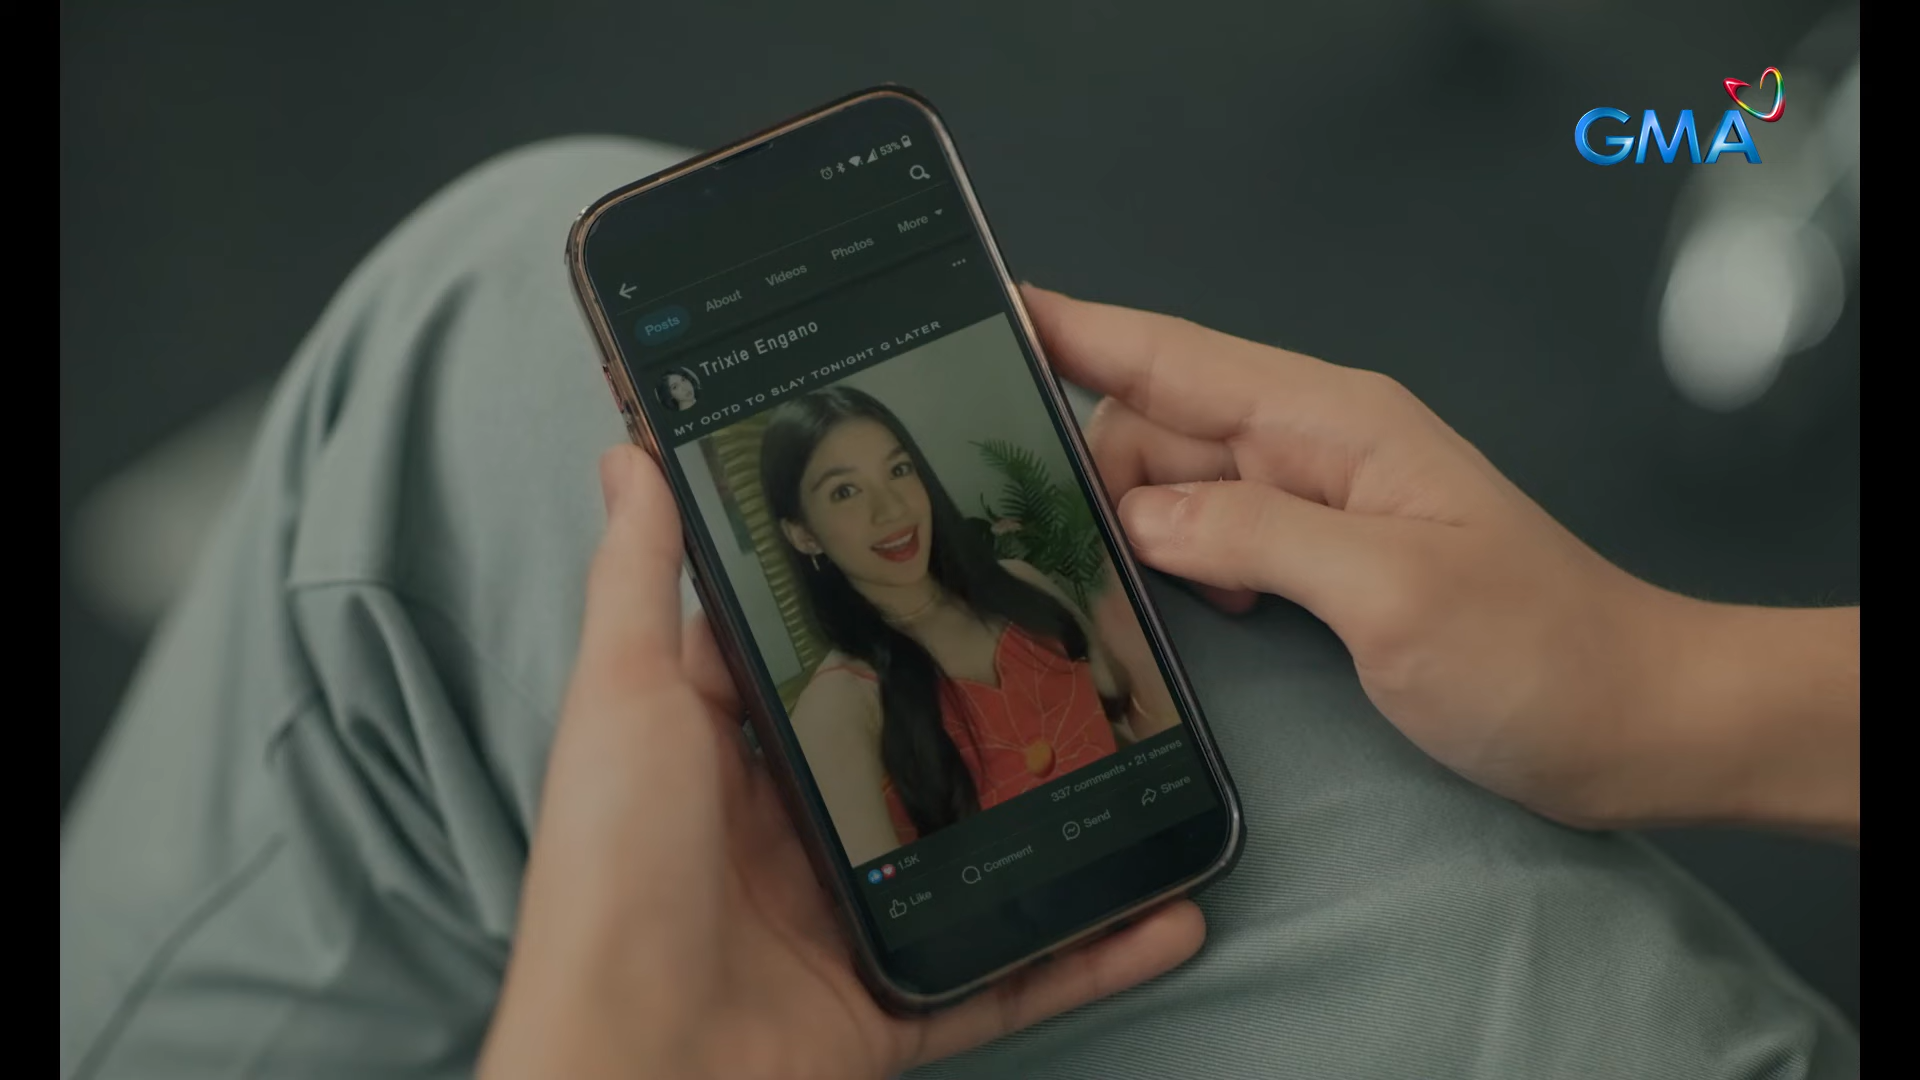 GMA
53%
Posts About Videos Photos More
Trixie Engano
MY OOTD TO SLAY TONIGHT G LATER
1.5K 337 comments • 21 shares
Like Comment Send Share